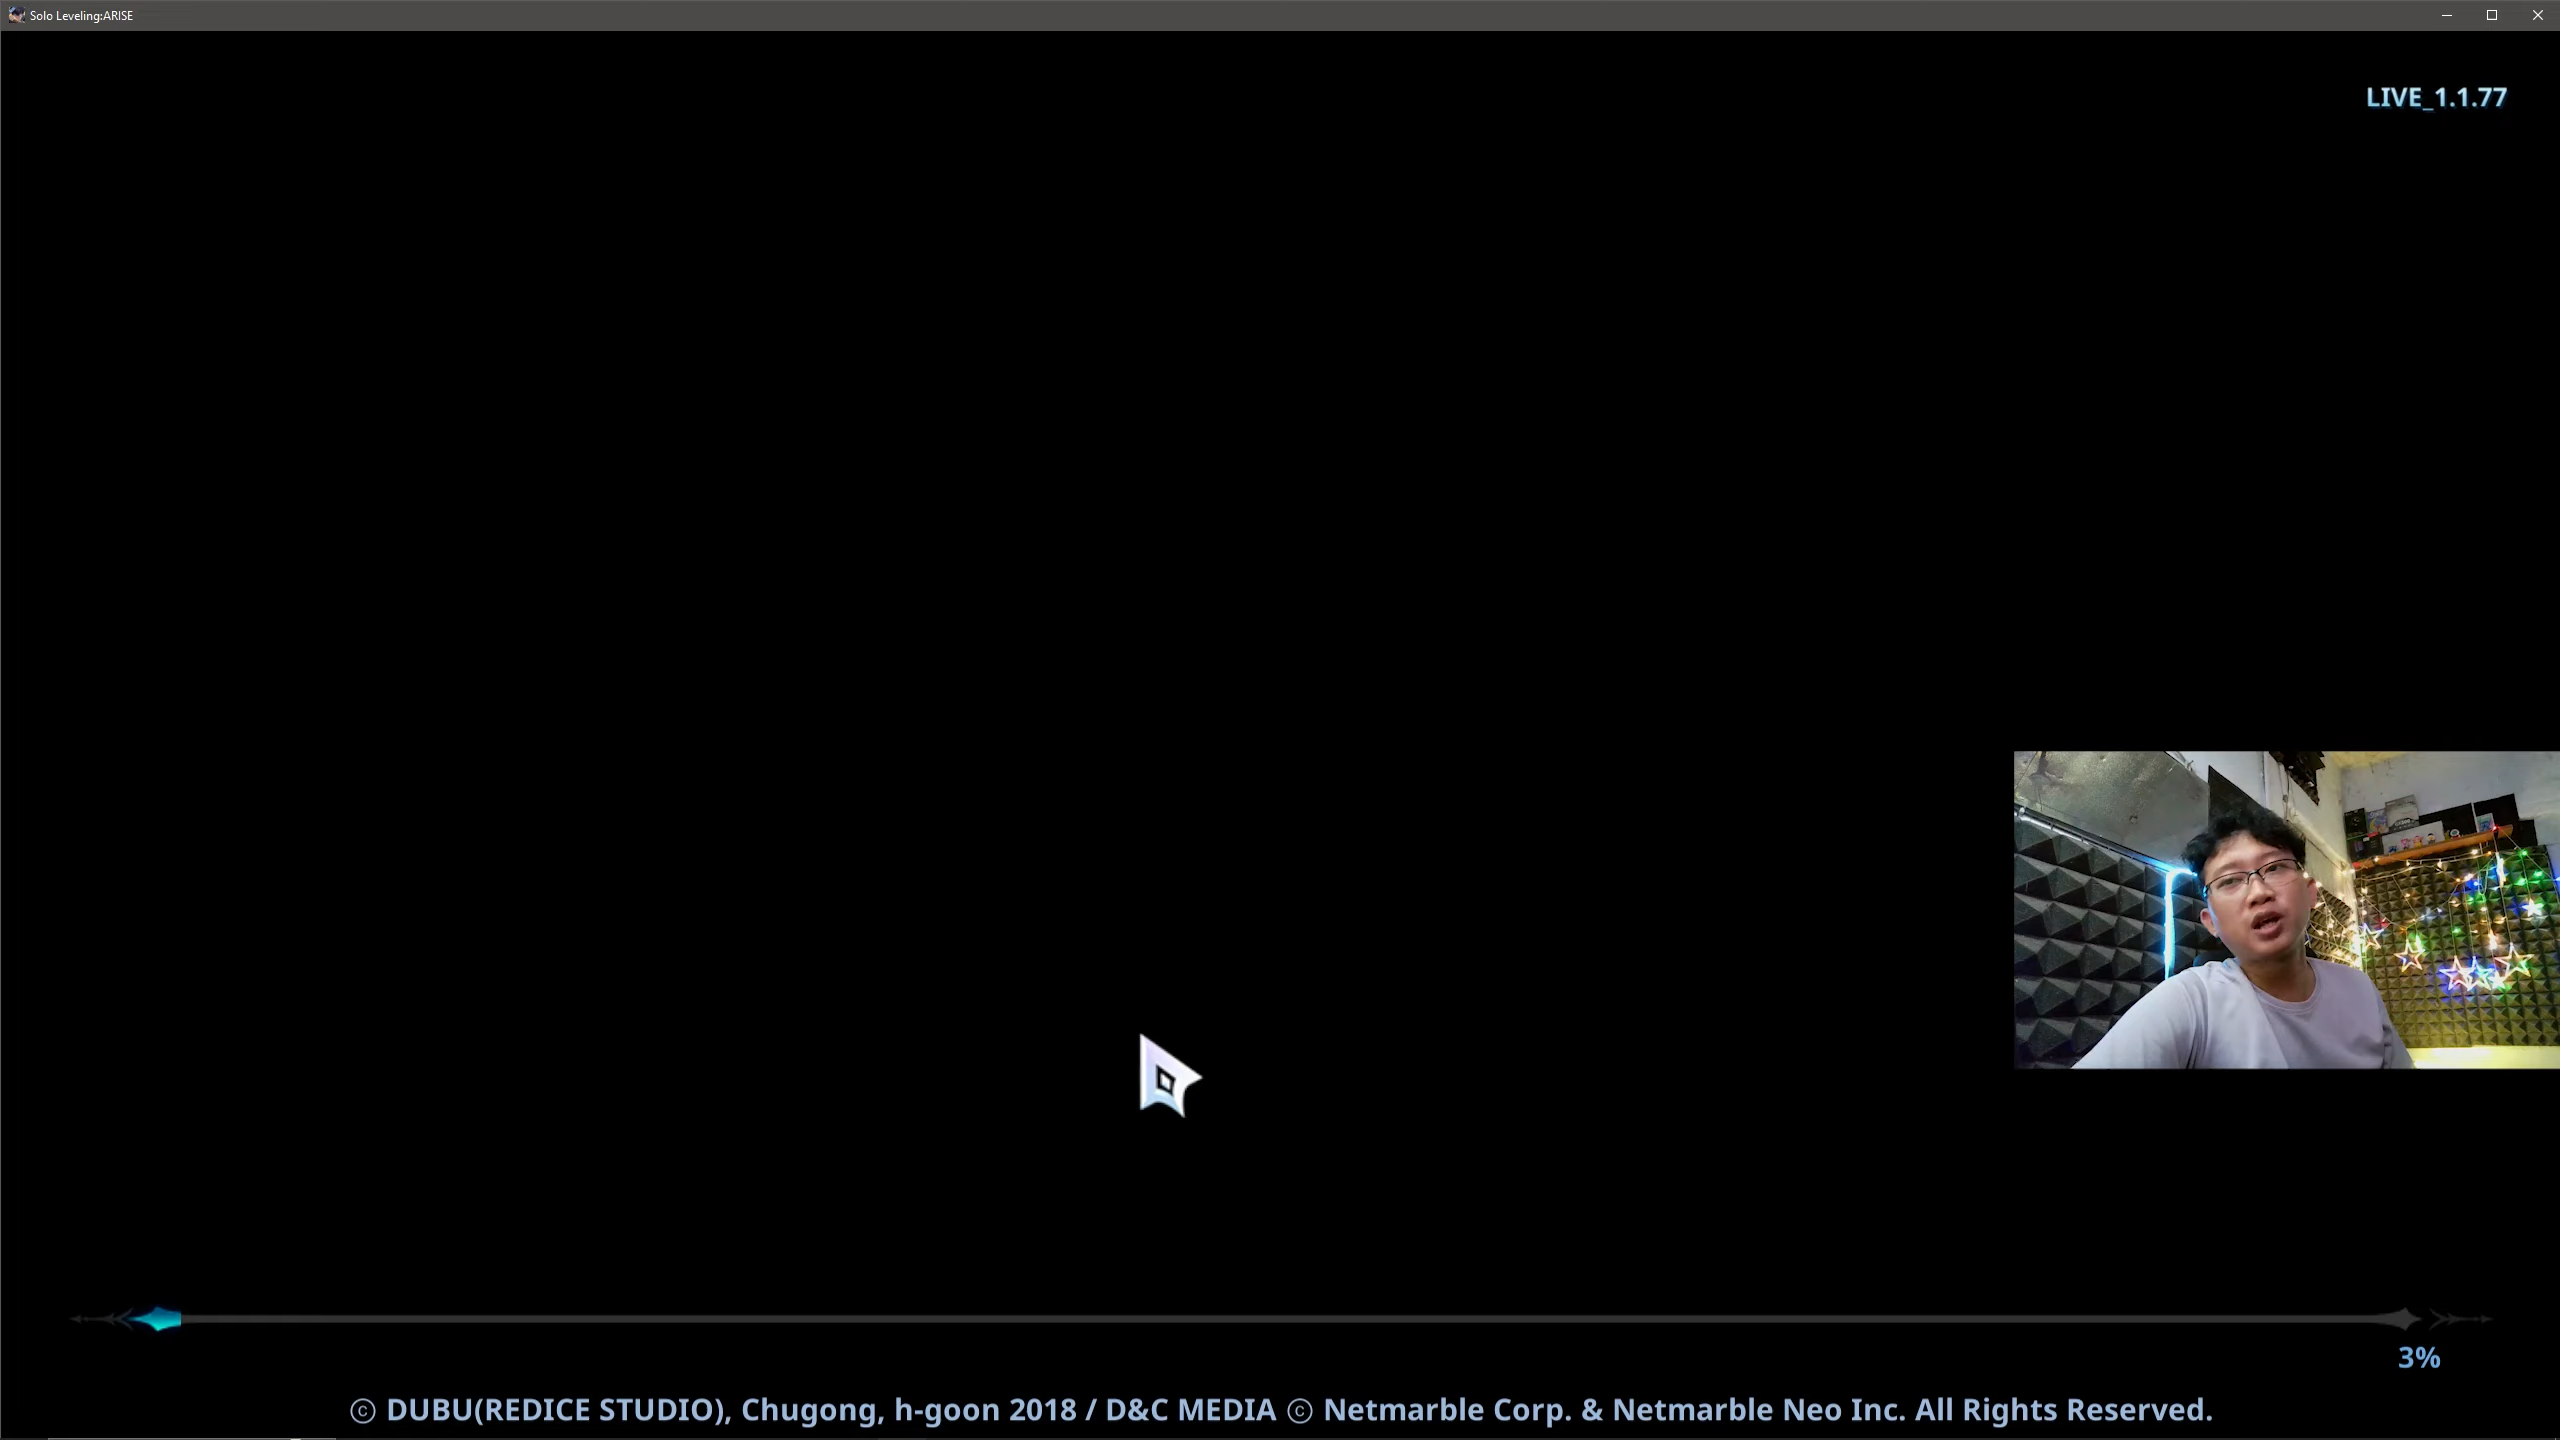 Solo Leveling:ARISE
LIVE_1.1.77
3%
ⓒ DUBU(REDICE STUDIO), Chugong, h-goon 2018 / D&C MEDIA ⓒ Netmarble Corp. & Netmarble Neo Inc. All Rights Reserved.